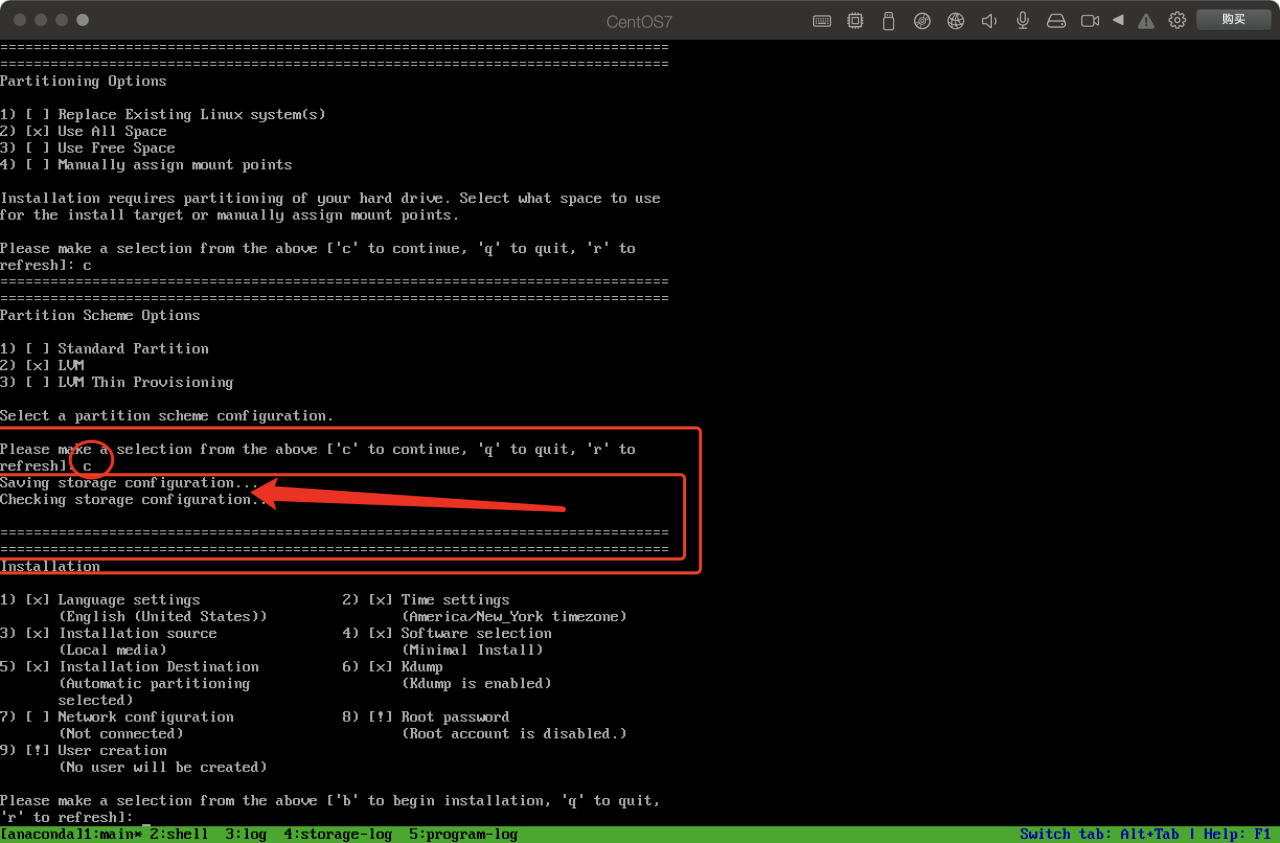 CentOS7
购买
================================================================================
================================================================================
Partitioning Options
1) [ ] Replace Existing Linux system(s)
2) [x] Use All Space
3) [ ] Use Free Space
4) [ ] Manually assign mount points
Installation requires partitioning of your hard drive. Select what space to use
for the install target or manually assign mount points.
Please make a selection from the above ['c' to continue, 'q' to quit, 'r' to
refresh]: c
================================================================================
================================================================================
Partition Scheme Options
1) [ ] Standard Partition
2) [x] LVM
3) [ ] LVM Thin Provisioning
Select a partition scheme configuration.
Please make a selection from the above ['c' to continue, 'q' to quit, 'r' to
refresh]: c
Saving storage configuration...
Checking storage configuration...
================================================================================
================================================================================
Installation
1) [x] Language settings 2) [x] Time settings
(English (United States)) (America/New_York timezone)
3) [x] Installation source 4) [x] Software selection
(Local media) (Minimal Install)
5) [x] Installation Destination 6) [x] Kdump
(Automatic partitioning (Kdump is enabled)
selected)
7) [ ] Network configuration 8) [!] Root password
(Not connected) (Root account is disabled.)
9) [!] User creation
(No user will be created)
Please make a selection from the above ['b' to begin installation, 'q' to quit,
'r' to refresh]: _
[anaconda]1:main* 2:shell 3:log 4:storage-log 5:program-log Switch tab: Alt+Tab | Help: F1